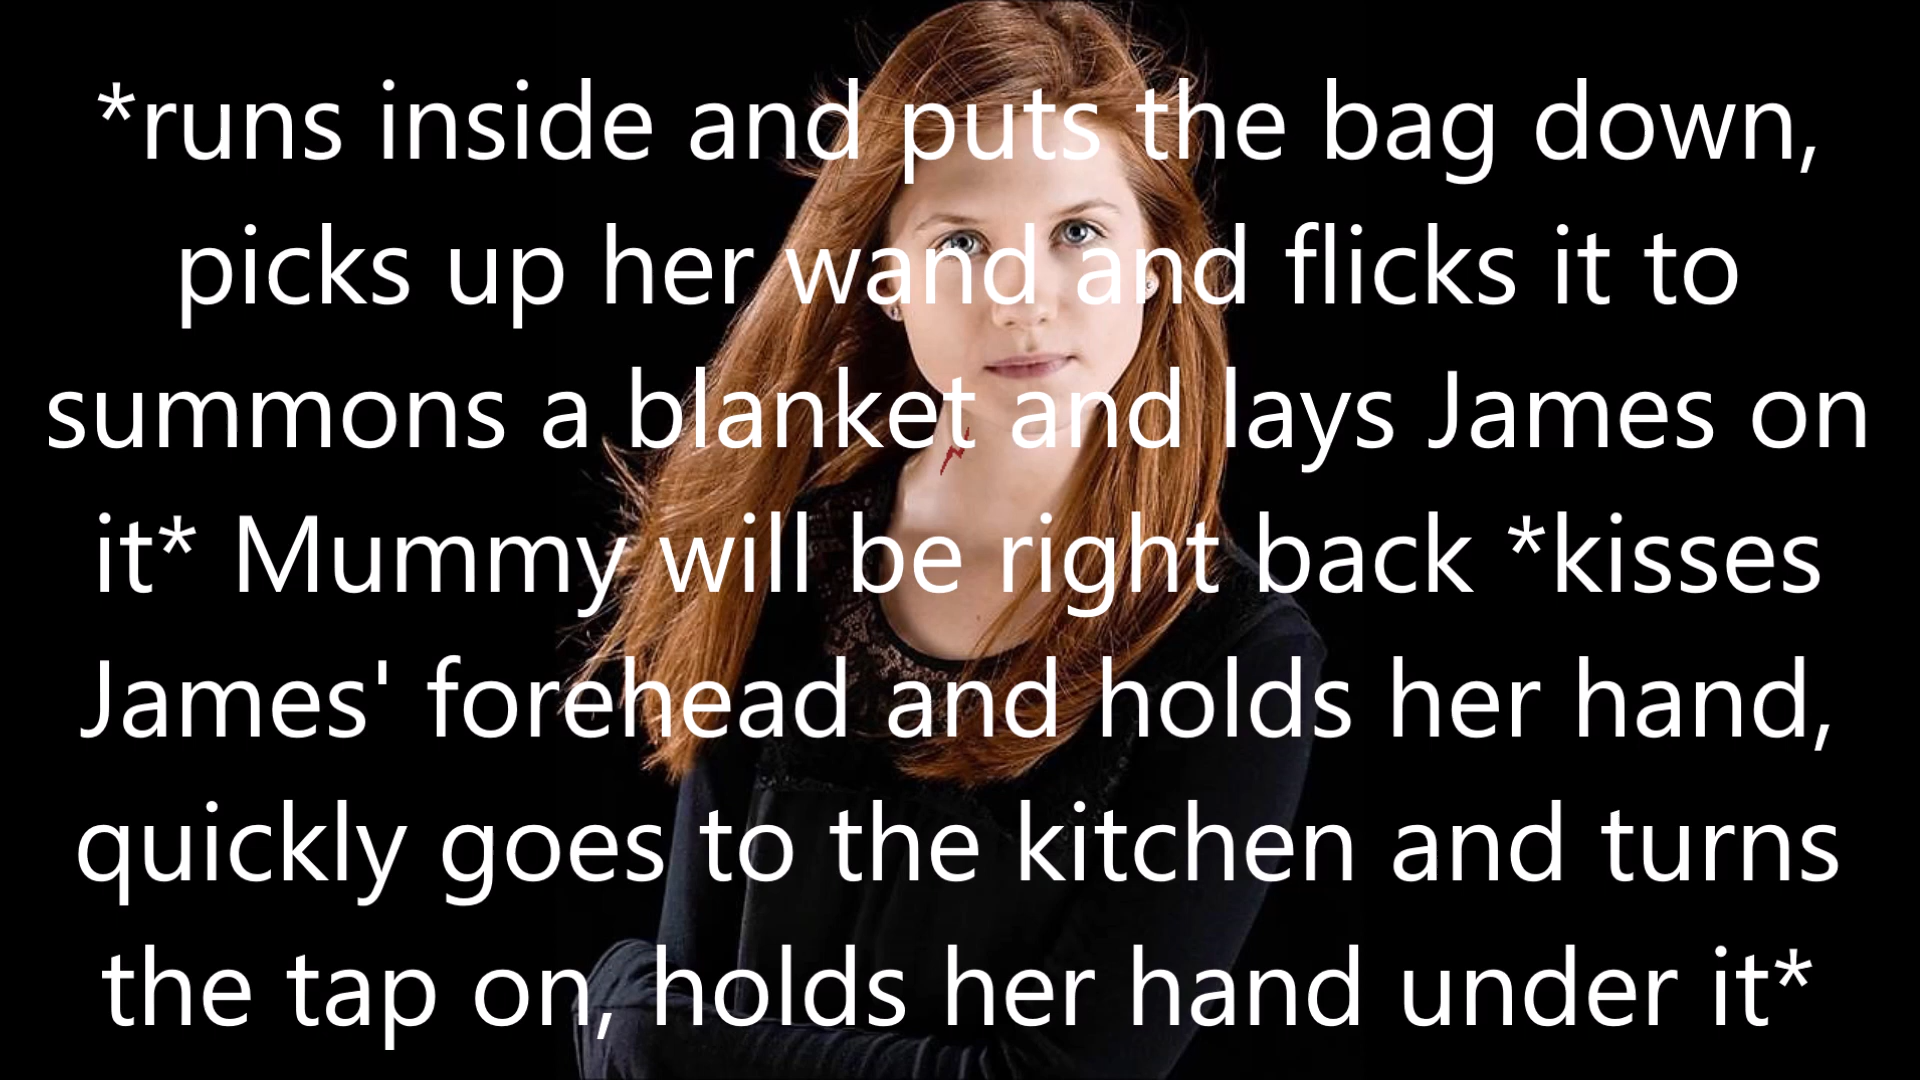 *runs inside and puts the bag down,
picks up her wand and flicks it to
summons a blanket and lays James on
it* Mummy will be right back *kisses
James' forehead and holds her hand,
quickly goes to the kitchen and turns
the tap on, holds her hand under it*